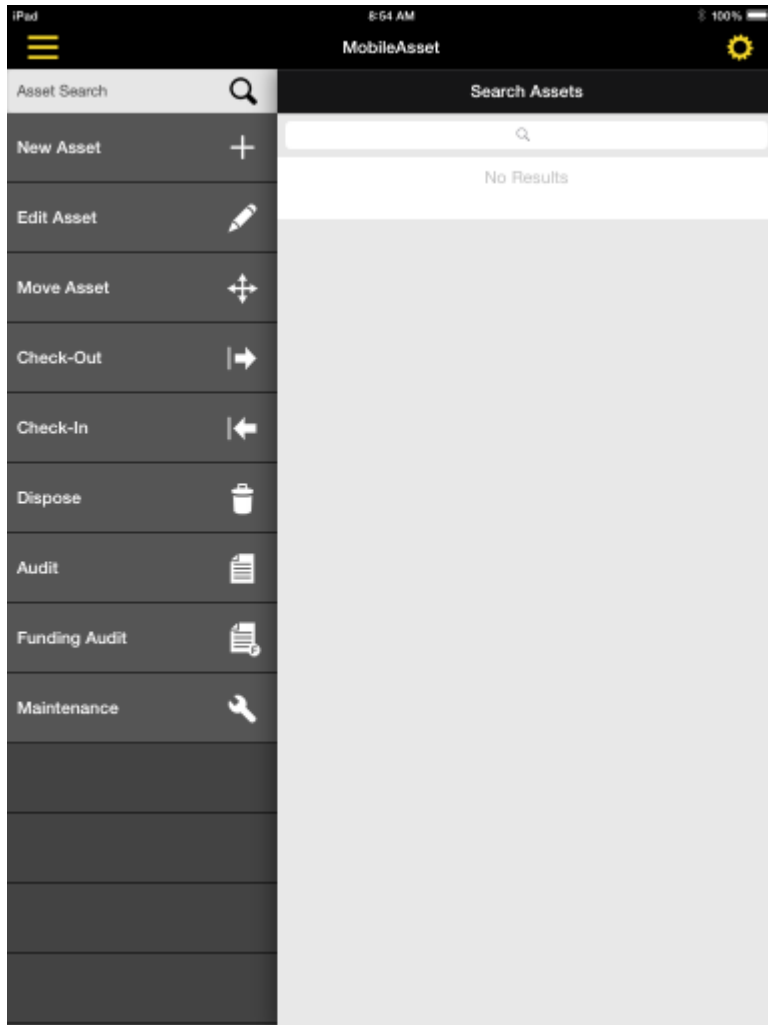 iPad 8:54 AM 100%
MobileAsset
Asset Search
Search Assets
New Asset
No Results
Edit Asset
Move Asset
Check-Out
Check-In
Dispose
Audit
Funding Audit
F
Maintenance